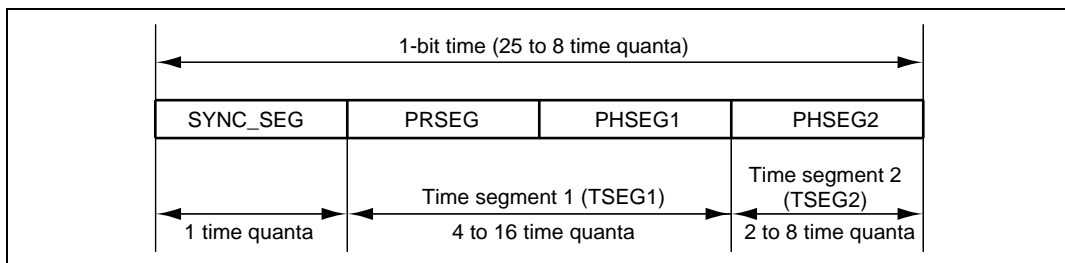 1-bit time (25 to 8 time quanta)
SYNC_SEG PRSEG PHSEG1 PHSEG2
Time segment 1 (TSEG1)
Time segment 2
(TSEG2)
1 time quanta
4 to 16 time quanta
2 to 8 time quanta